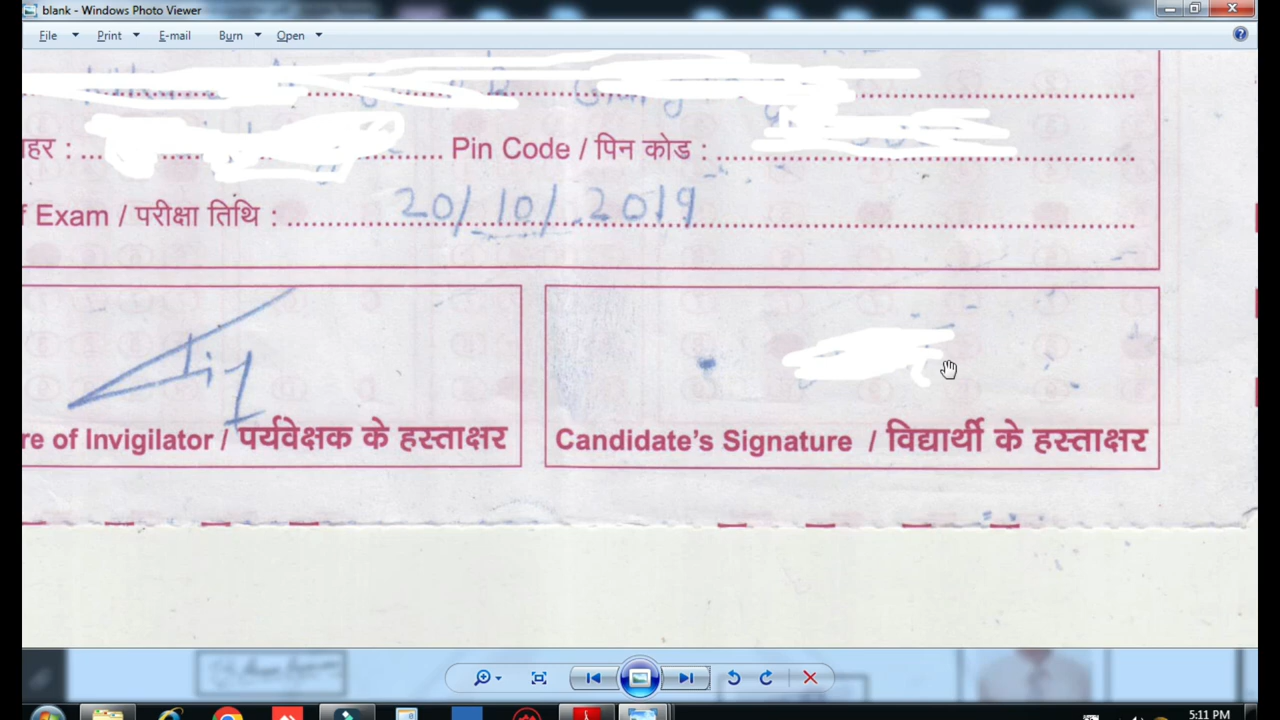 blank - Windows Photo Viewer
File Print E-mail Burn Open
हर : .... Pin Code / पिन कोड :
f Exam / परीक्षा तिथि : 20/10/.2019
re of Invigilator / पर्यवेक्षक के हस्ताक्षर
Candidate's Signature / विद्यार्थी के हस्ताक्षर
5:11 PM